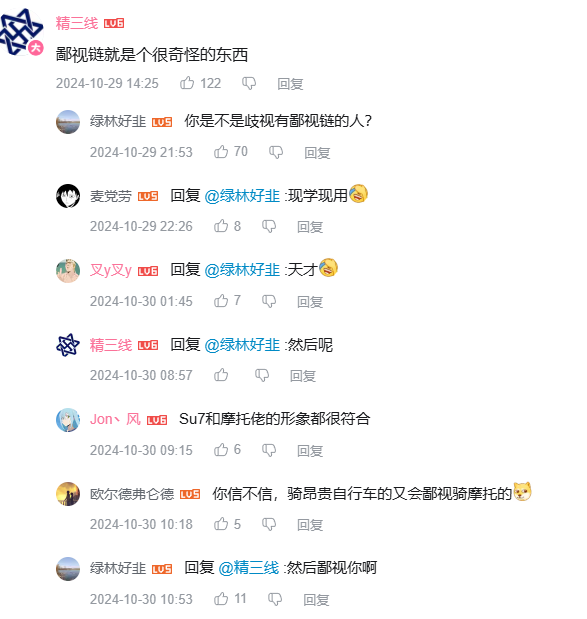 精三线 LV6
大
鄙视链就是个很奇怪的东西
2024-10-29 14:25 122 回复
绿林好韭 LV5 你是不是歧视有鄙视链的人？
2024-10-29 21:53 70 回复
麦党劳 LV5 回复 @绿林好韭 :现学现用
2024-10-29 22:26 8 回复
叉y叉y LV6 回复 @绿林好韭 :天才
2024-10-30 01:45 7 回复
精三线 LV6 回复 @绿林好韭 :然后呢
2024-10-30 08:57 回复
Jon丶风 LV6 Su7和摩托佬的形象都很符合
2024-10-30 09:15 6 回复
欧尔德弗仑德 LV5 你信不信，骑昂贵自行车的又会鄙视骑摩托的
2024-10-30 10:18 5 回复
绿林好韭 LV5 回复 @精三线 :然后鄙视你啊
2024-10-30 10:53 11 回复